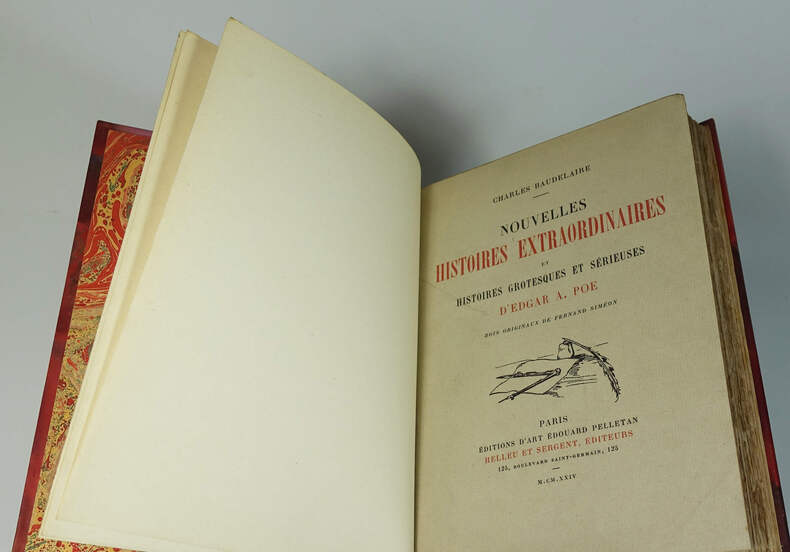 CHARLES BAUDELAIRE
NOUVELLES
HISTOIRES EXTRAORDINAIRES
ET
HISTOIRES GROTESQUES ET SÉRIEUSES
D'EDGAR A. POE
BOIS ORIGINAUX DE FERNAND SIMÉON
PARIS
ÉDITIONS D'ART ÉDOUARD PELLETAN
HELLEU ET SERGENT, ÉDITEURS
125, BOULEVARD SAINT-GERMAIN, 125
M.CM.XXIV